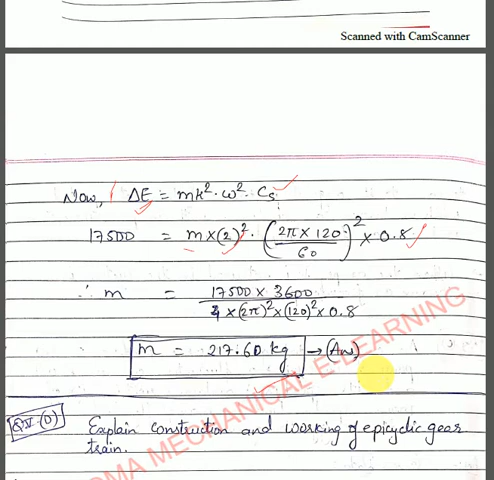 Scanned with CamScanner
Now, ΔE = mk². ω². Cs
17500 = m×(2)². (2π × 120 / 60)² × 0.8
∴ m = 17500 × 3600 / 4 × (2π)² × (120)² × 0.8
m = 217.60 kg → (Ans)
MA MECHANICAL E-LEARNING
Q.IV.(D) Explain construction and working of epicyclic gear
train.